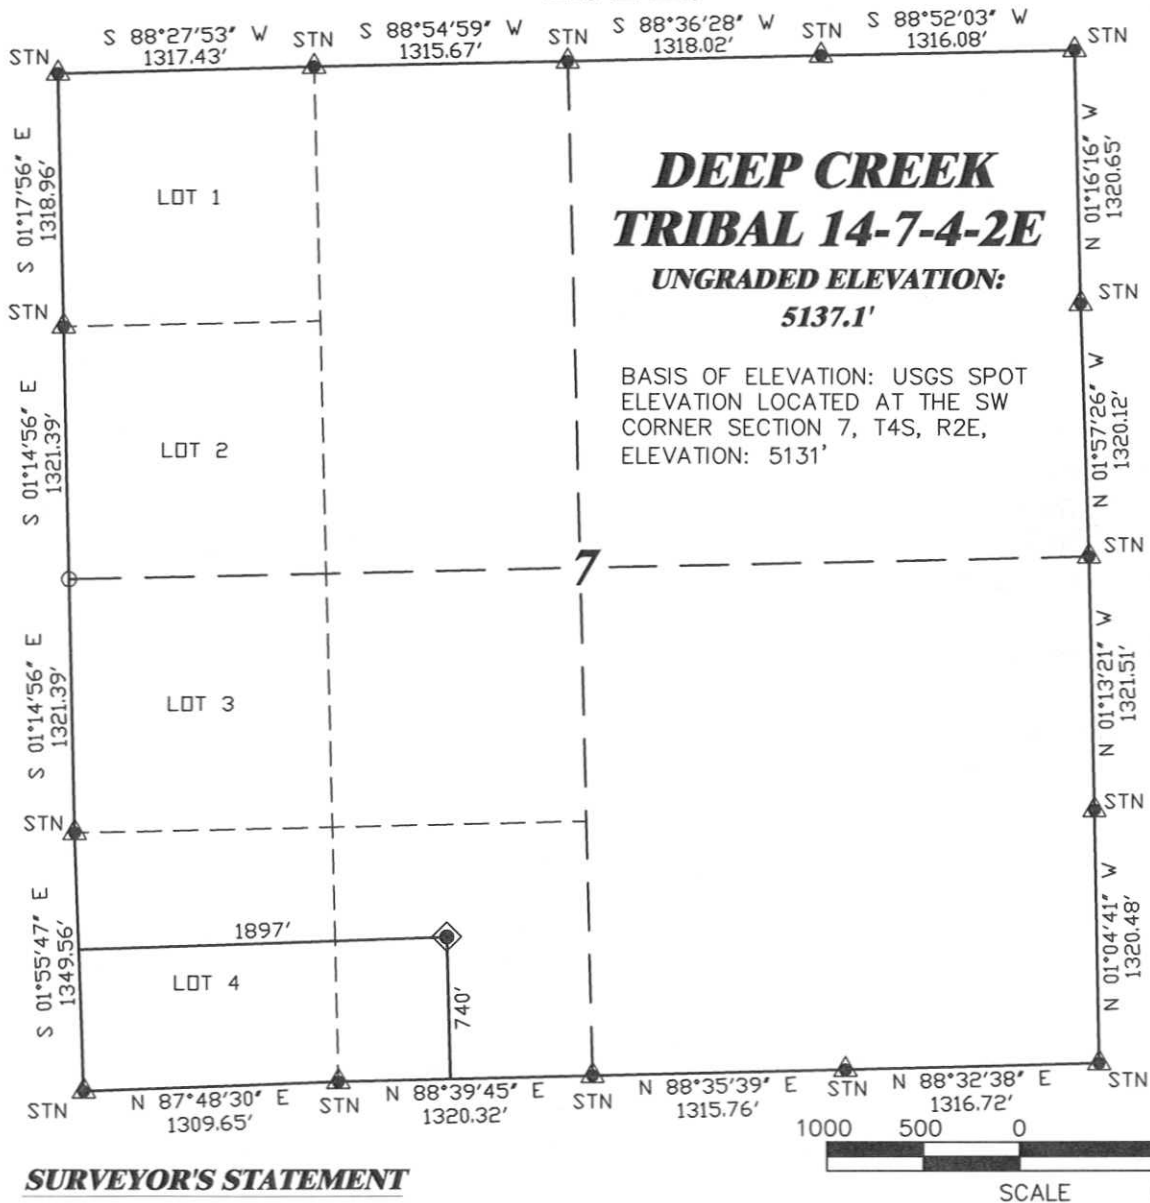 S 88°27'53" W
1317.43'
S 88°54'59" W
1315.67'
S 88°36'28" W
1318.02'
S 88°52'03" W
1316.08'
STN
STN
STN
STN
STN
S 01°17'56" E
1318.96'
LOT 1
DEEP CREEK
TRIBAL 14-7-4-2E
UNGRADED ELEVATION:
5137.1'
N 01°16'16" W
1320.65'
STN
STN
S 01°14'56" E
1321.39'
LOT 2
BASIS OF ELEVATION: USGS SPOT
ELEVATION LOCATED AT THE SW
CORNER SECTION 7, T4S, R2E,
ELEVATION: 5131'
N 01°57'26" W
1320.12'
7
STN
S 01°14'56" E
1321.39'
LOT 3
N 01°13'21" W
1321.51'
STN
STN
S 01°55'47" E
1349.56'
1897'
LOT 4
740'
N 01°04'41" W
1320.48'
STN
N 87°48'30" E
1309.65'
STN
N 88°39'45" E
1320.32'
STN
N 88°35'39" E
1315.76'
STN
N 88°32'38" E
1316.72'
STN
1000 500 0
SCALE
SURVEYOR'S STATEMENT